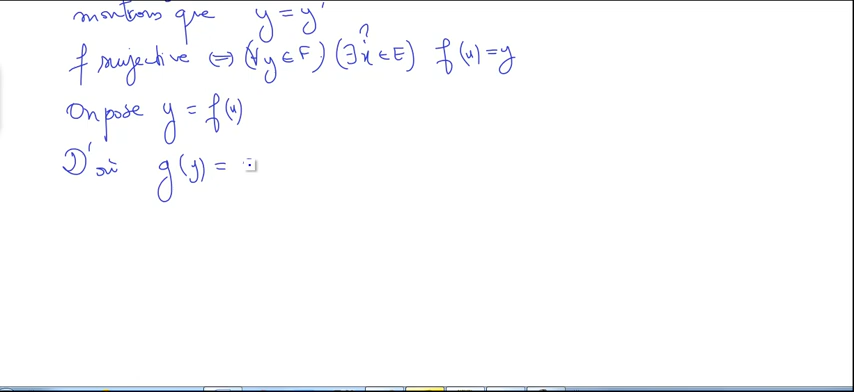 montrons que y = y'
f surjective ⇔ (∀y ∈ F) (∃ x ∈ E) f(x) = y
?
On pose y = f(x)
D'où g(y) =